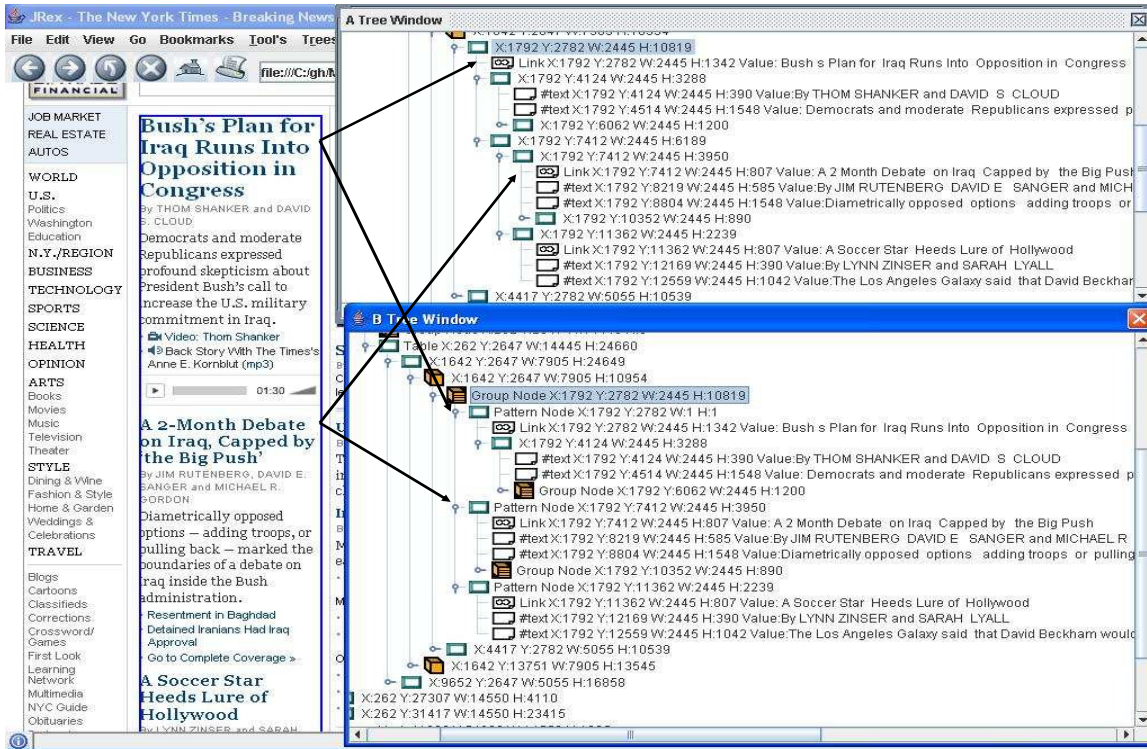 JRex - The New York Times - Breaking News
File Edit View Go Bookmarks Tool's Trees
file:///C:/gh/M
FINANCIAL
JOB MARKET
REAL ESTATE
AUTOS
WORLD
U.S.
Politics
Washington
Education
N.Y./REGION
BUSINESS
TECHNOLOGY
SPORTS
SCIENCE
HEALTH
OPINION
ARTS
Books
Movies
Music
Television
Theater
STYLE
Dining & Wine
Fashion & Style
Home & Garden
Weddings &
Celebrations
TRAVEL
Blogs
Cartoons
Classifieds
Corrections
Crossword/
Games
First Look
Learning
Network
Multimedia
NYC Guide
Obituaries
Bush's Plan for
Iraq Runs Into
Opposition in
Congress
By THOM SHANKER and DAVID
S. CLOUD
Democrats and moderate
Republicans expressed
profound skepticism about
President Bush's call to
increase the U.S. military
commitment in Iraq.
Video: Thom Shanker
Back Story With The Times's
Anne E. Kornblut (mp3)
01:30
A 2-Month Debate
on Iraq, Capped by
'the Big Push'
By JIM RUTENBERG, DAVID E.
SANGER and MICHAEL R.
GORDON
Diametrically opposed
options — adding troops, or
pulling back — marked the
boundaries of a debate on
Iraq inside the Bush
administration.
Resentment in Baghdad
Detained Iranians Had Iraq
Approval
Go to Complete Coverage »
A Soccer Star
Heeds Lure of
Hollywood
By LYNN ZINSER and SARAH
A Tree Window
X:1792 Y:2782 W:2445 H:10819
Link X:1792 Y:2782 W:2445 H:1342 Value: Bush s Plan for Iraq Runs Into Opposition in Congress
X:1792 Y:4124 W:2445 H:3288
#text X:1792 Y:4124 W:2445 H:390 Value:By THOM SHANKER and DAVID S CLOUD
#text X:1792 Y:4514 W:2445 H:1548 Value: Democrats and moderate Republicans expressed p
X:1792 Y:6062 W:2445 H:1200
X:1792 Y:7412 W:2445 H:6189
X:1792 Y:7412 W:2445 H:3950
Link X:1792 Y:7412 W:2445 H:807 Value: A 2 Month Debate on Iraq Capped by the Big Push
#text X:1792 Y:8219 W:2445 H:585 Value:By JIM RUTENBERG DAVID E SANGER and MICH
#text X:1792 Y:8804 W:2445 H:1548 Value:Diametrically opposed options adding troops or
X:1792 Y:10352 W:2445 H:890
X:1792 Y:11362 W:2445 H:2239
Link X:1792 Y:11362 W:2445 H:807 Value: A Soccer Star Heeds Lure of Hollywood
#text X:1792 Y:12169 W:2445 H:390 Value:By LYNN ZINSER and SARAH LYALL
#text X:1792 Y:12559 W:2445 H:1042 Value:The Los Angeles Galaxy said that David Beckhar
X:4417 Y:2782 W:5055 H:10539
B Tree Window
Table X:262 Y:2647 W:14445 H:24660
X:1642 Y:2647 W:7905 H:24649
X:1642 Y:2647 W:7905 H:10954
Group Node X:1792 Y:2782 W:2445 H:10819
Pattern Node X:1792 Y:2782 W:1 H:1
Link X:1792 Y:2782 W:2445 H:1342 Value: Bush s Plan for Iraq Runs Into Opposition in Congress
X:1792 Y:4124 W:2445 H:3288
#text X:1792 Y:4124 W:2445 H:390 Value:By THOM SHANKER and DAVID S CLOUD
#text X:1792 Y:4514 W:2445 H:1548 Value: Democrats and moderate Republicans expressed p
Group Node X:1792 Y:6062 W:2445 H:1200
Pattern Node X:1792 Y:7412 W:2445 H:3950
Link X:1792 Y:7412 W:2445 H:807 Value: A 2 Month Debate on Iraq Capped by the Big Push
#text X:1792 Y:8219 W:2445 H:585 Value:By JIM RUTENBERG DAVID E SANGER and MICHAEL R
#text X:1792 Y:8804 W:2445 H:1548 Value:Diametrically opposed options adding troops or pulling
Group Node X:1792 Y:10352 W:2445 H:890
Pattern Node X:1792 Y:11362 W:2445 H:2239
Link X:1792 Y:11362 W:2445 H:807 Value: A Soccer Star Heeds Lure of Hollywood
#text X:1792 Y:12169 W:2445 H:390 Value:By LYNN ZINSER and SARAH LYALL
#text X:1792 Y:12559 W:2445 H:1042 Value:The Los Angeles Galaxy said that David Beckham would
X:4417 Y:2782 W:5055 H:10539
X:1642 Y:13751 W:7905 H:13545
X:9652 Y:2647 W:5055 H:16858
X:262 Y:27307 W:14550 H:4110
X:262 Y:31417 W:14550 H:23415